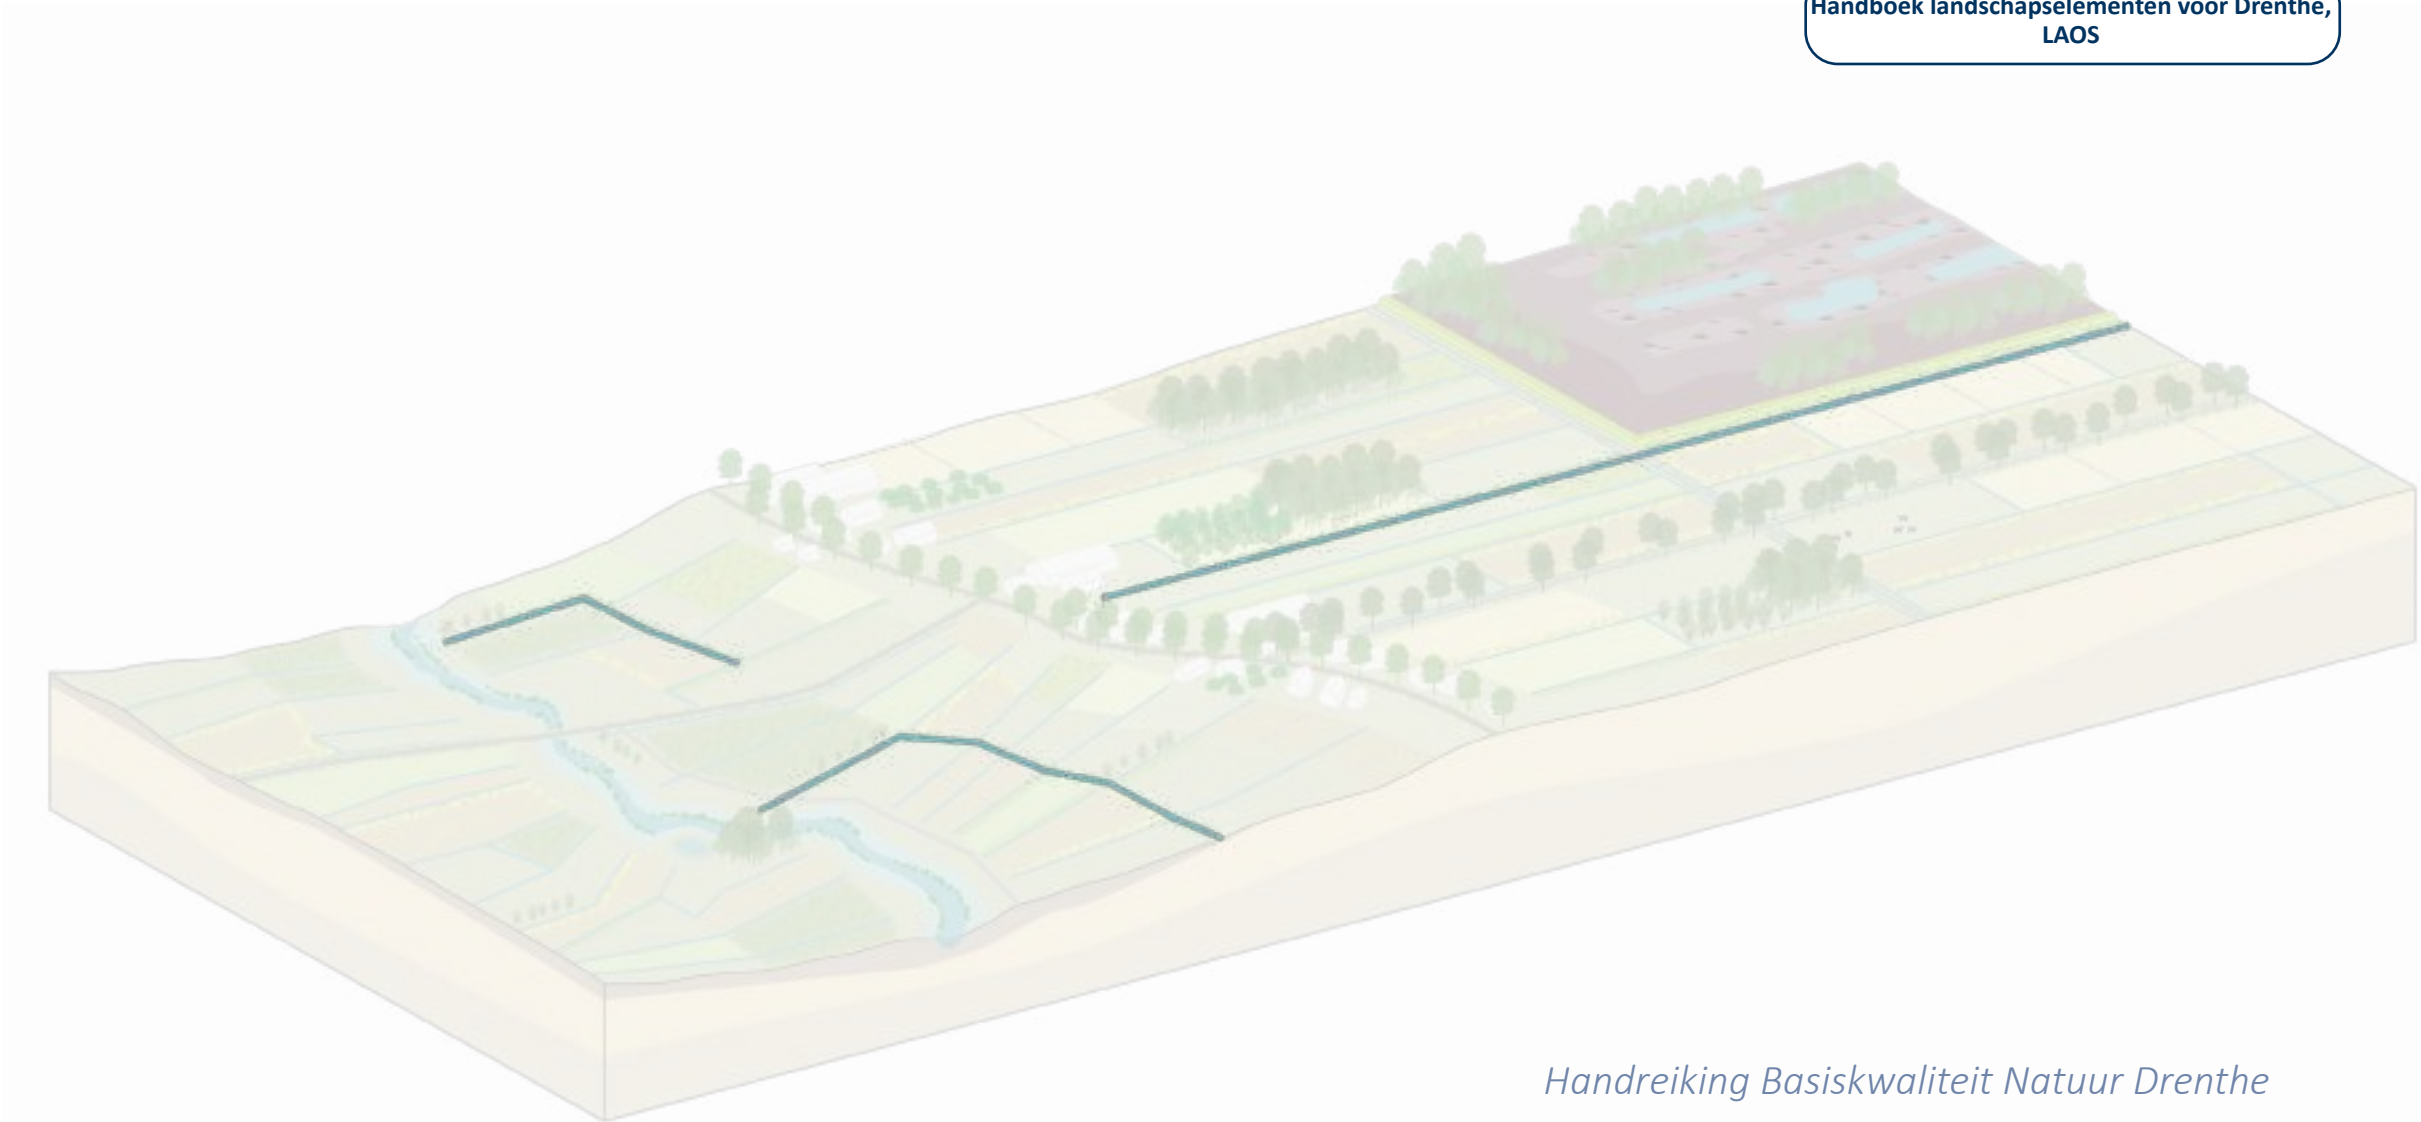 Handboek landschapselementen voor Drenthe,
LAOS
Handreiking Basiskwaliteit Natuur Drenthe